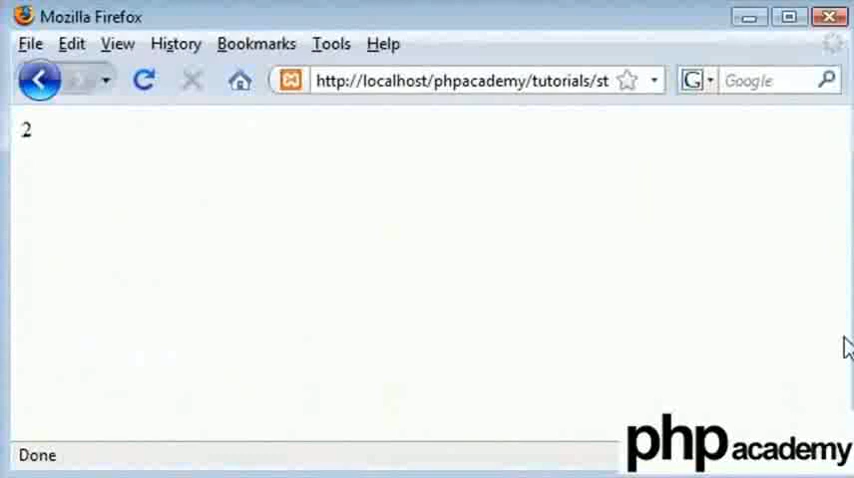 Mozilla Firefox
File Edit View History Bookmarks Tools Help
http://localhost/phpacademy/tutorials/st G Google
2
Done
php academy